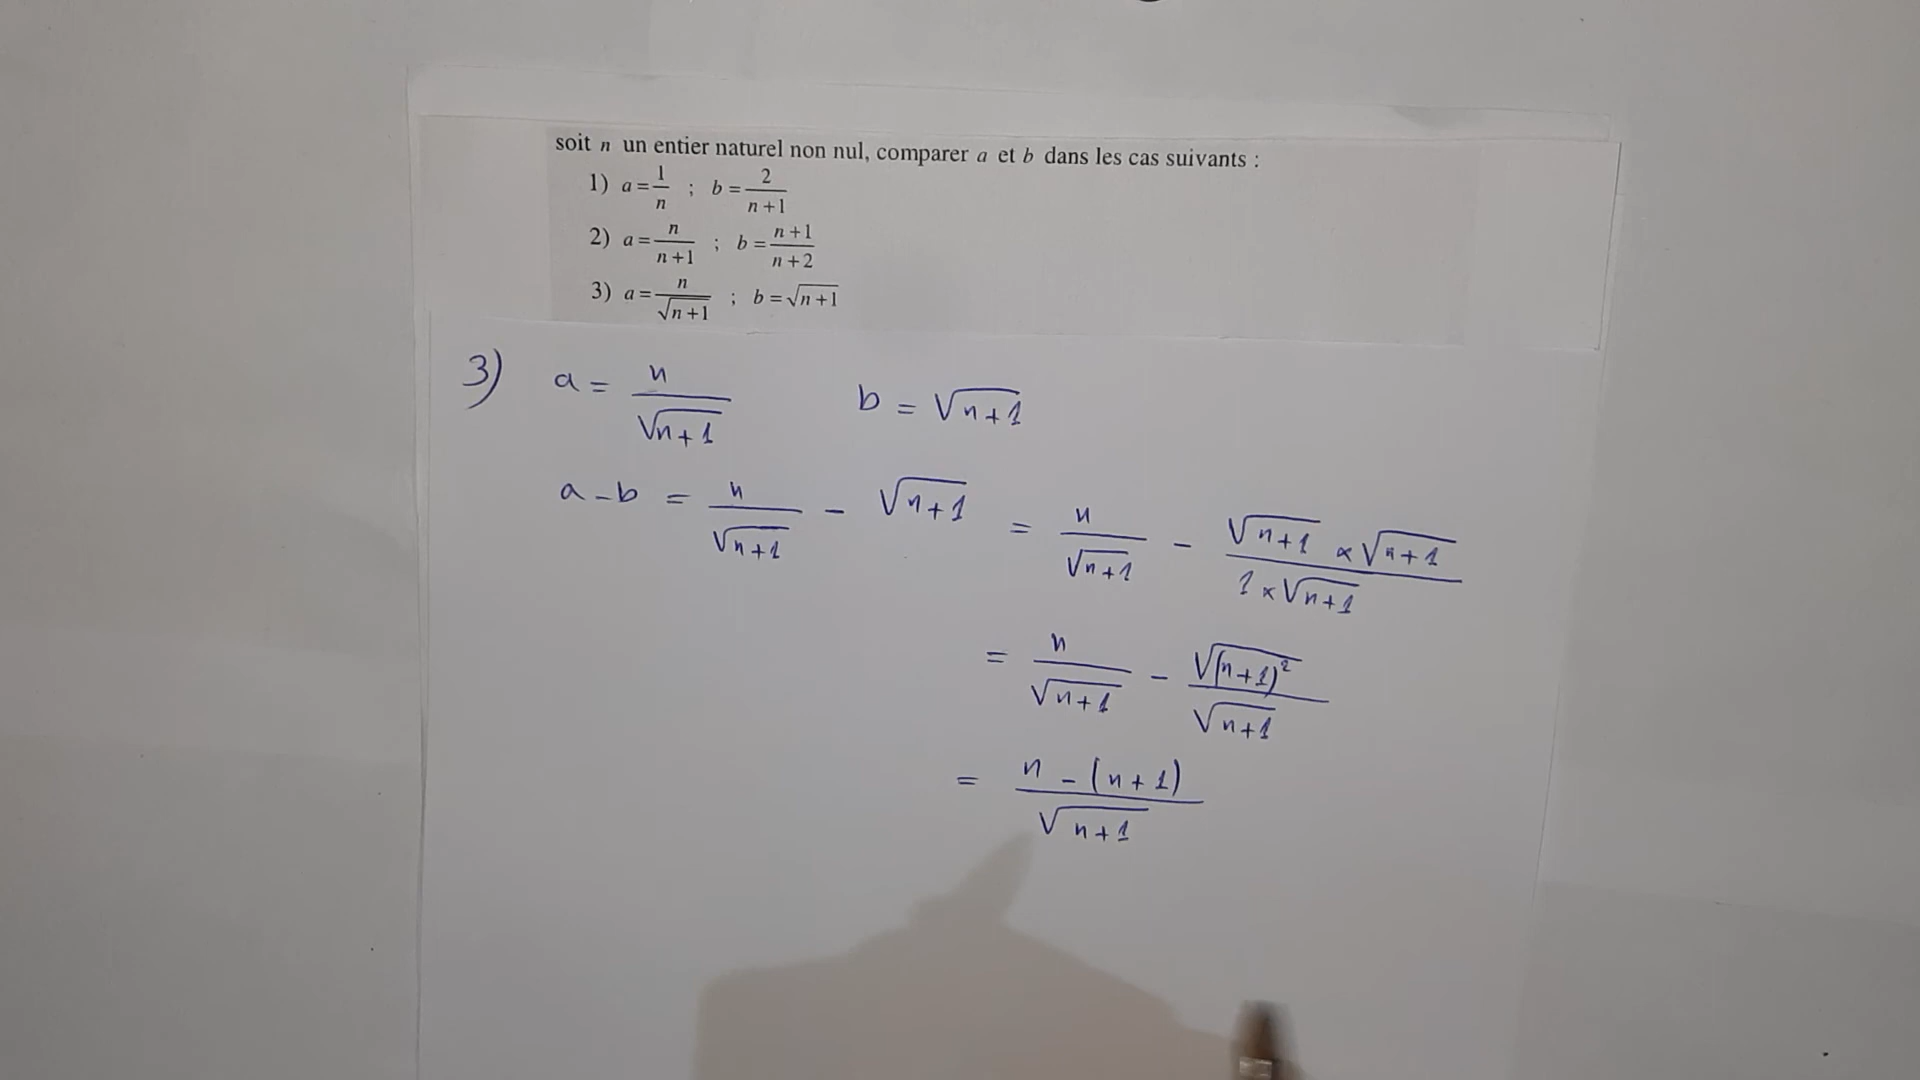 soit n un entier naturel non nul, comparer a et b dans les cas suivants :
1) a = 1/n ; b = 2/(n+1)
2) a = n/(n+1) ; b = (n+1)/(n+2)
3) a = n/√(n+1) ; b = √(n+1)
3) a = n/√(n+1) b = √(n+1)
a - b = n/√(n+1) - √(n+1) = n/√(n+1) - (√(n+1) × √(n+1))/(1 × √(n+1))
= n/√(n+1) - √((n+1)²)/√(n+1)
= (n - (n+1))/√(n+1)